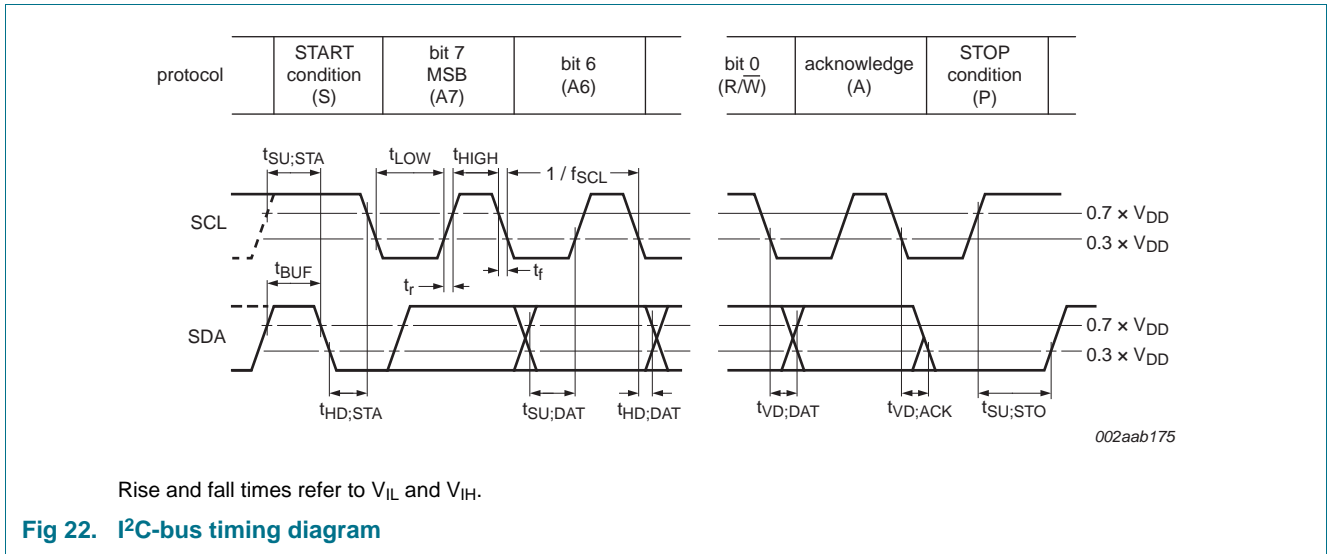 protocol
START
condition
(S)
bit 7
MSB
(A7)
bit 6
(A6)
bit 0
(R/W̅)
acknowledge
(A)
STOP
condition
(P)
tSU;STA
tLOW
tHIGH
1 / fSCL
SCL
0.7 × VDD
0.3 × VDD
tBUF
tr
tf
SDA
0.7 × VDD
0.3 × VDD
tHD;STA
tSU;DAT
tHD;DAT
tVD;DAT
tVD;ACK
tSU;STO
002aab175
Rise and fall times refer to VIL and VIH.
Fig 22. I²C-bus timing diagram